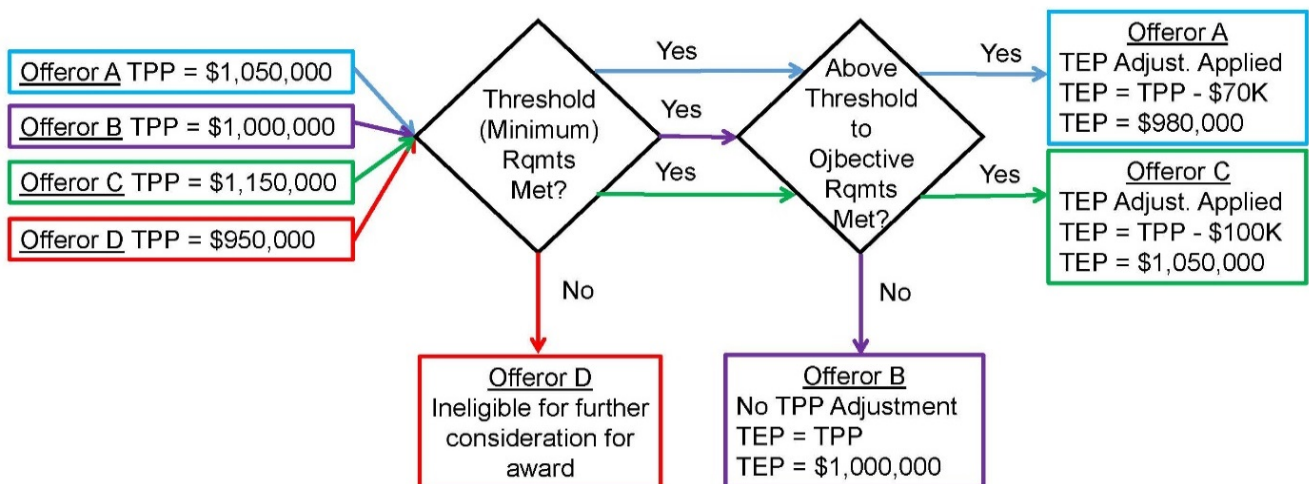 Offeror A TPP = $1,050,000
Offeror B TPP = $1,000,000
Offeror C TPP = $1,150,000
Offeror D TPP = $950,000
Threshold
(Minimum)
Rqmts
Met?
Yes
Yes
Yes
No
Above
Threshold
to
Ojbective
Rqmts
Met?
Yes
Yes
No
Offeror A
TEP Adjust. Applied
TEP = TPP - $70K
TEP = $980,000
Offeror C
TEP Adjust. Applied
TEP = TPP - $100K
TEP = $1,050,000
Offeror D
Ineligible for further
consideration for
award
Offeror B
No TPP Adjustment
TEP = TPP
TEP = $1,000,000